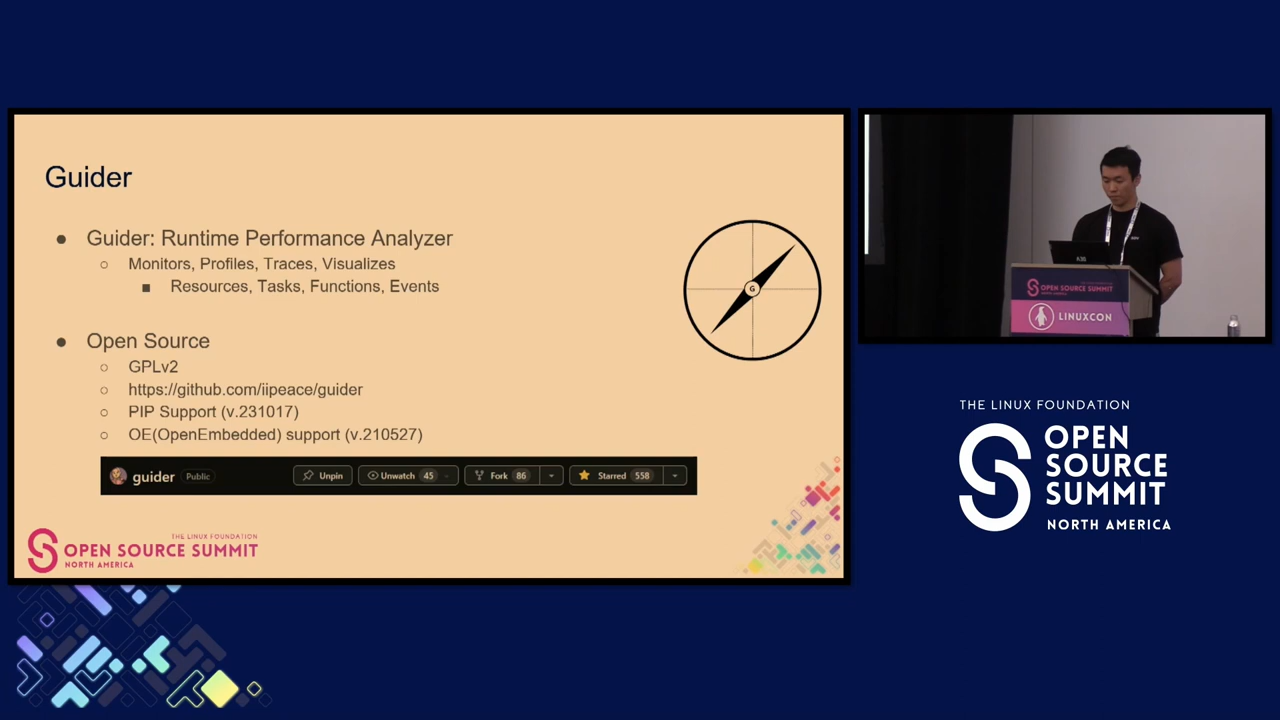 Guider
● Guider: Runtime Performance Analyzer
○ Monitors, Profiles, Traces, Visualizes
■ Resources, Tasks, Functions, Events
● Open Source
○ GPLv2
○ https://github.com/iipeace/guider
○ PIP Support (v.231017)
○ OE(OpenEmbedded) support (v.210527)
G
guider Public Unpin Unwatch 45 Fork 86 Starred 558
THE LINUX FOUNDATION
OPEN SOURCE SUMMIT
NORTH AMERICA
OPEN SOURCE SUMMIT
LINUXCON
THE LINUX FOUNDATION
OPEN
SOURCE
SUMMIT
NORTH AMERICA